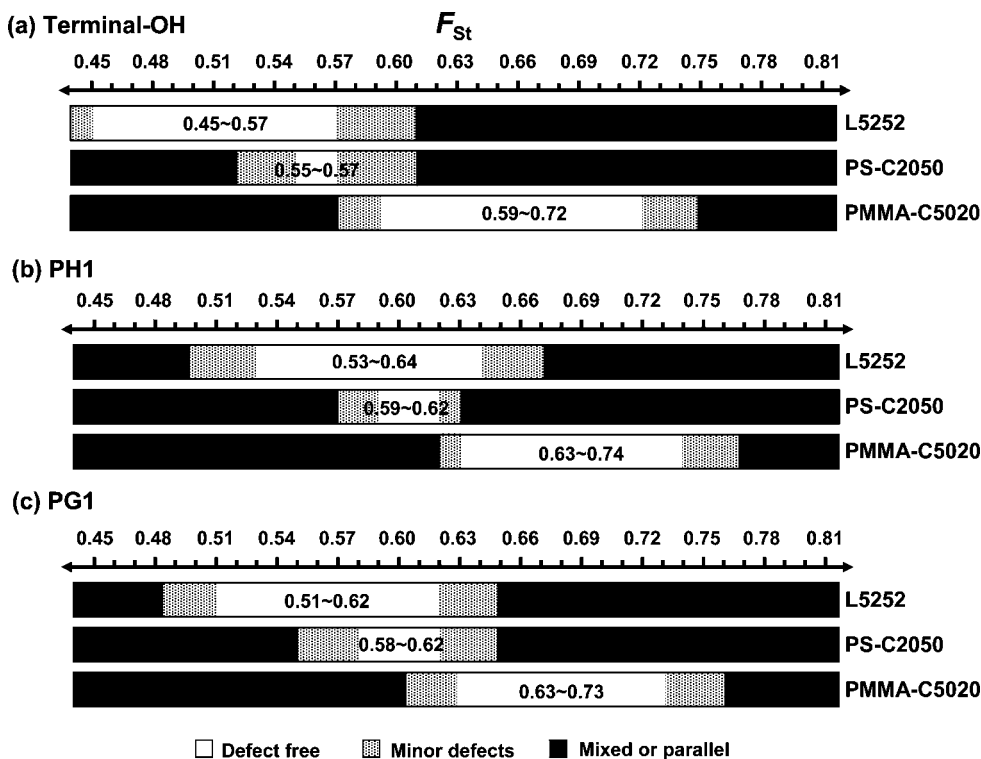 (a) Terminal-OH
F_St
0.45 0.48 0.51 0.54 0.57 0.60 0.63 0.66 0.69 0.72 0.75 0.78 0.81
0.45~0.57 L5252
0.55~0.57 PS-C2050
0.59~0.72 PMMA-C5020
(b) PH1
0.45 0.48 0.51 0.54 0.57 0.60 0.63 0.66 0.69 0.72 0.75 0.78 0.81
0.53~0.64 L5252
0.59~0.62 PS-C2050
0.63~0.74 PMMA-C5020
(c) PG1
0.45 0.48 0.51 0.54 0.57 0.60 0.63 0.66 0.69 0.72 0.75 0.78 0.81
0.51~0.62 L5252
0.58~0.62 PS-C2050
0.63~0.73 PMMA-C5020
Defect free Minor defects Mixed or parallel